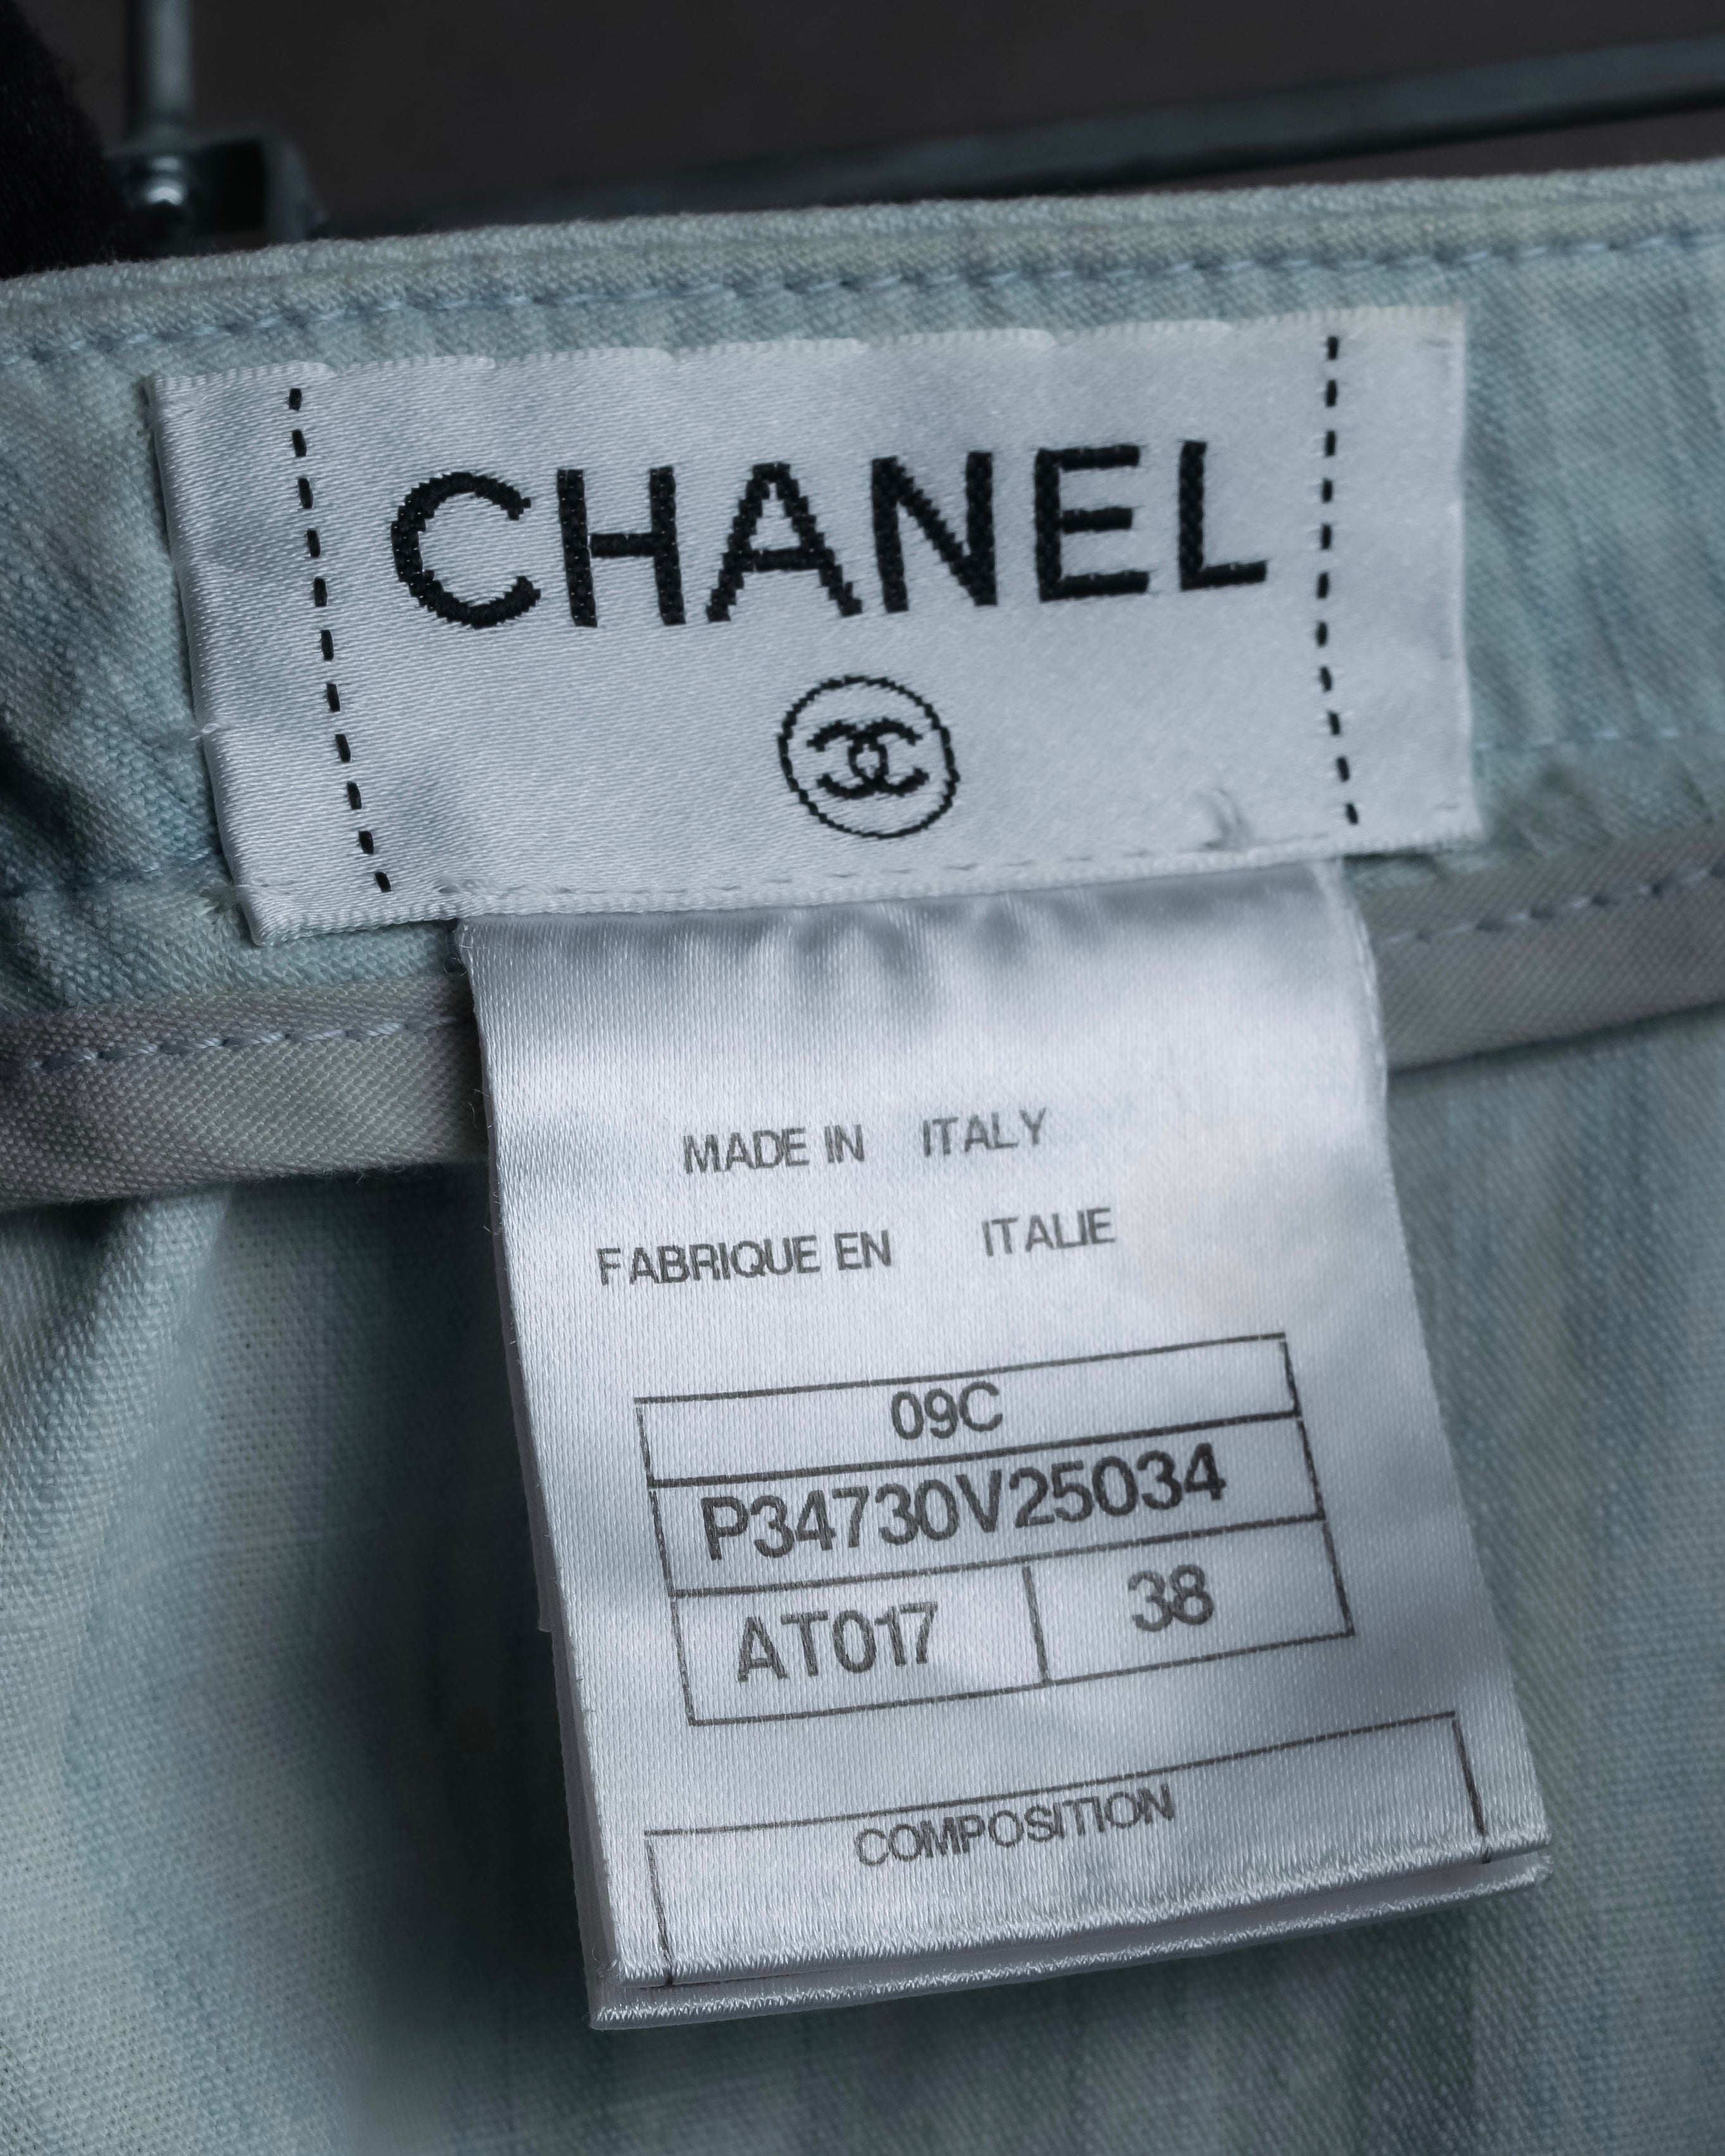 CHANEL
MADE IN ITALY
FABRIQUE EN ITALIE
09C
P34730V25034
AT017 38
COMPOSITION